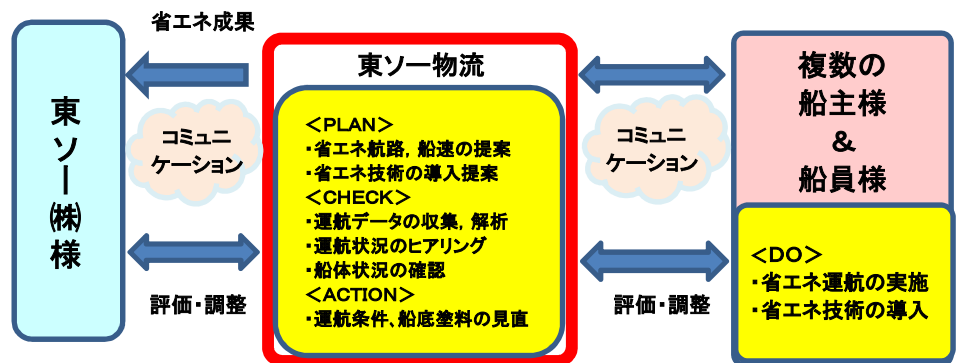 省エネ成果
東ソー㈱様
コミュニ
ケーション
評価・調整
東ソー物流
<PLAN>
・省エネ航路，船速の提案
・省エネ技術の導入提案
<CHECK>
・運航データの収集，解析
・運航状況のヒアリング
・船体状況の確認
<ACTION>
・運航条件、船底塗料の見直
コミュニ
ケーション
評価・調整
複数の
船主様
＆
船員様
<DO>
・省エネ運航の実施
・省エネ技術の導入